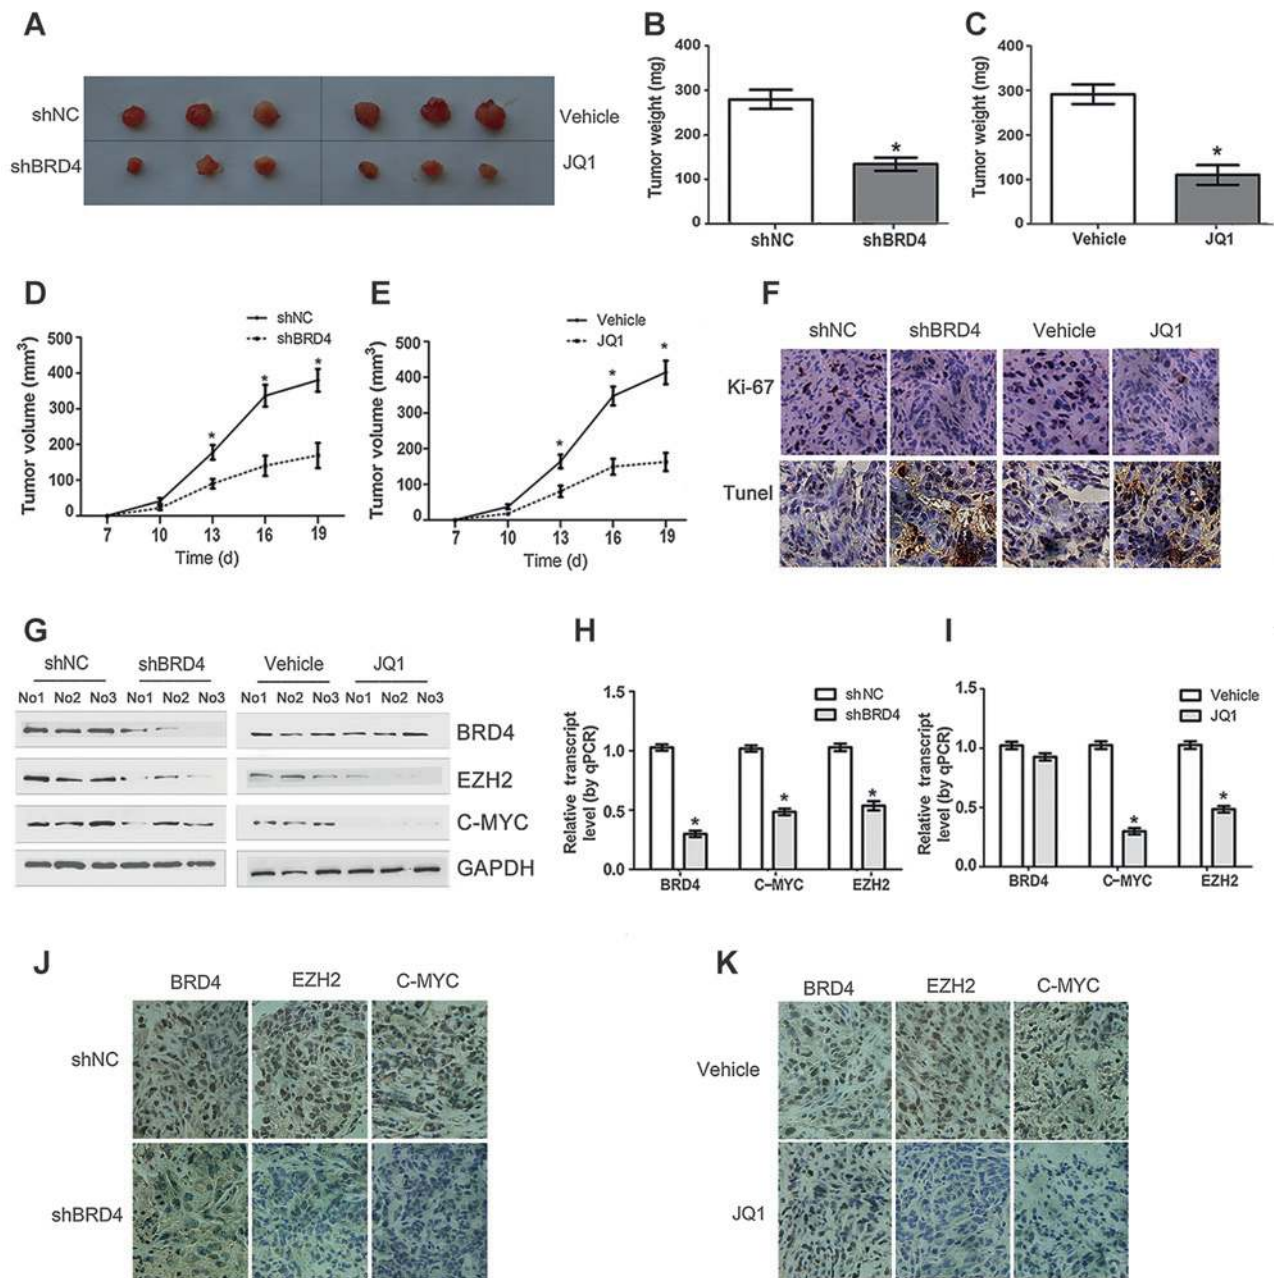 A
shNC
Vehicle
shBRD4
JQ1
B
Tumor weight (mg)
400
300
200
100
0
*
shNC
shBRD4
C
Tumor weight (mg)
400
300
200
100
0
*
Vehicle
JQ1
D
shNC
shBRD4
Tumor volume (mm³)
500
400
300
200
100
0
* * *
7 10 13 16 19
Time (d)
E
Vehicle
JQ1
Tumor volume (mm³)
500
400
300
200
100
0
* * *
7 10 13 16 19
Time (d)
F
shNC shBRD4 Vehicle JQ1
Ki-67
Tunel
G
shNC shBRD4 Vehicle JQ1
No1 No2 No3 No1 No2 No3 No1 No2 No3 No1 No2 No3
BRD4
EZH2
C-MYC
GAPDH
H
shNC
shBRD4
Relative transcript
level (by qPCR)
1.5
1.0
0.5
0.0
* * *
BRD4 C-MYC EZH2
I
Vehicle
JQ1
Relative transcript
level (by qPCR)
1.5
1.0
0.5
0.0
* *
BRD4 C-MYC EZH2
J
BRD4 EZH2 C-MYC
shNC
shBRD4
K
BRD4 EZH2 C-MYC
Vehicle
JQ1